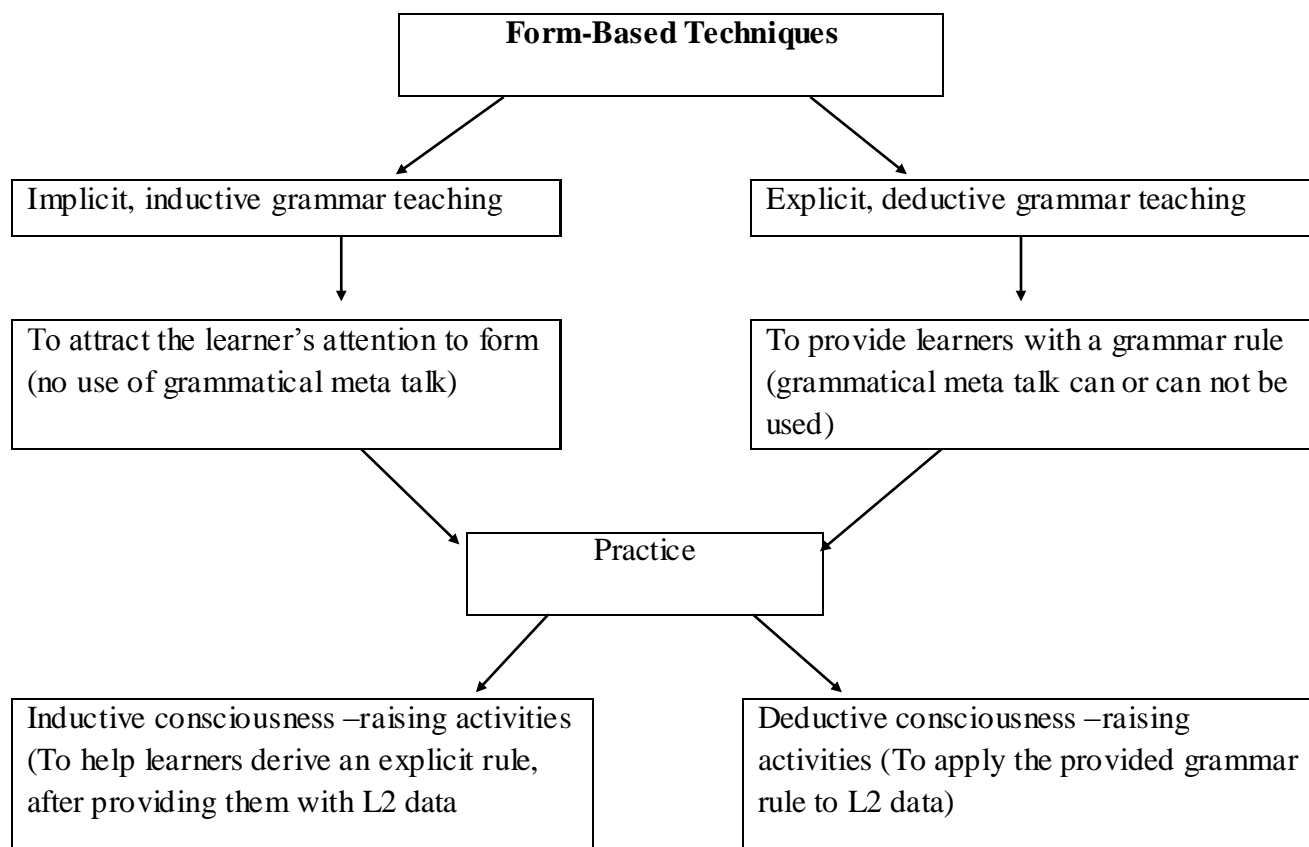 Form-Based Techniques
Implicit, inductive grammar teaching
Explicit, deductive grammar teaching
To attract the learner’s attention to form
(no use of grammatical meta talk)
To provide learners with a grammar rule
(grammatical meta talk can or can not be
used)
Practice
Inductive consciousness –raising activities
(To help learners derive an explicit rule,
after providing them with L2 data
Deductive consciousness –raising
activities (To apply the provided grammar
rule to L2 data)